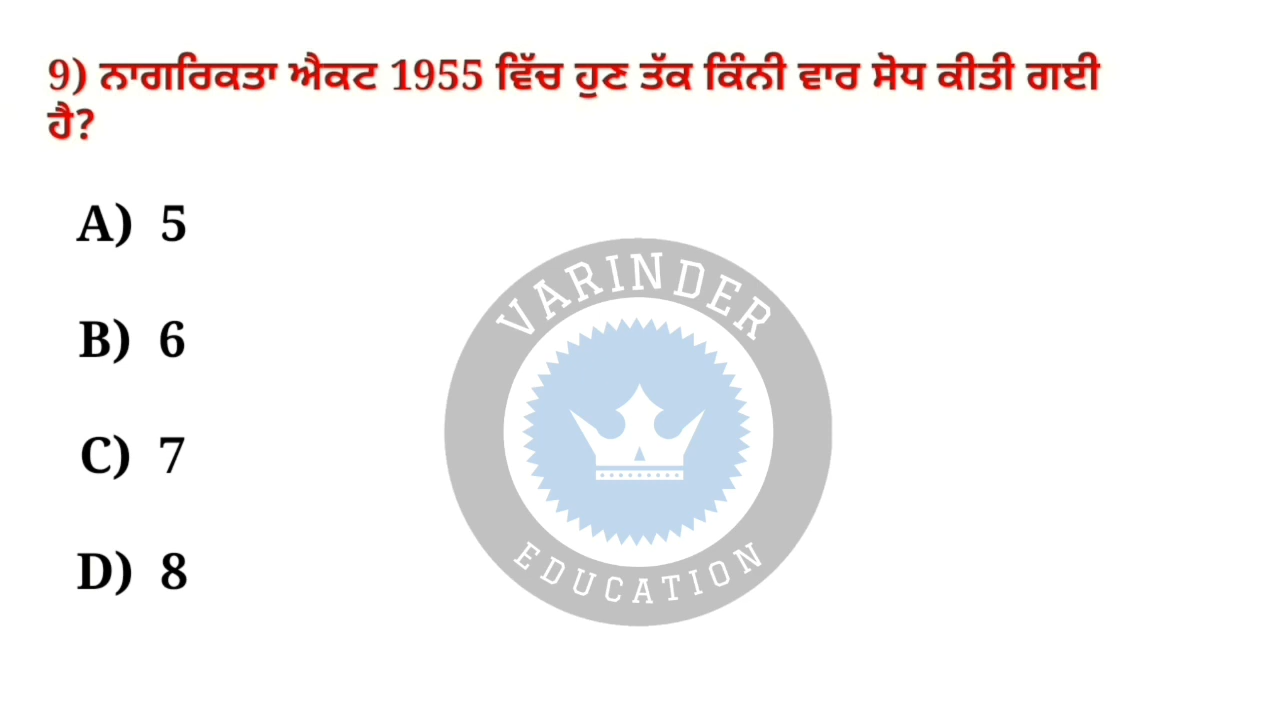 9) ਨਾਗਰਿਕਤਾ ਐਕਟ 1955 ਵਿੱਚ ਹੁਣ ਤੱਕ ਕਿੰਨੀ ਵਾਰ ਸੋਧ ਕੀਤੀ ਗਈ
ਹੈ?
A) 5
B) 6
C) 7
D) 8
VARINDER
EDUCATION